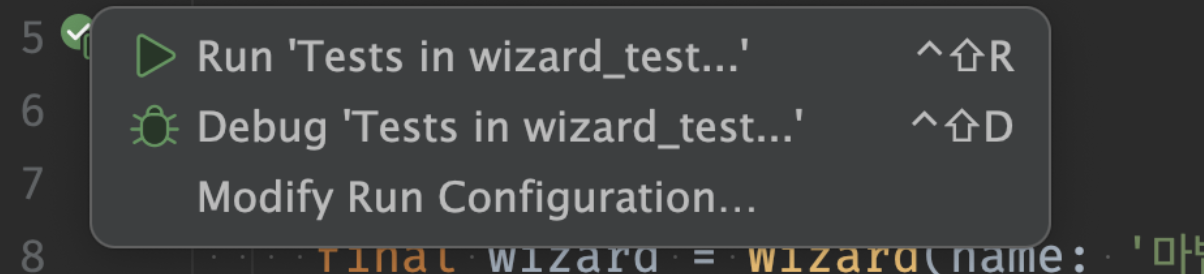 5
Run 'Tests in wizard_test...' ^⇧R
6
Debug 'Tests in wizard_test...' ^⇧D
7
Modify Run Configuration...
8 final wizard = Wizard(name: '마